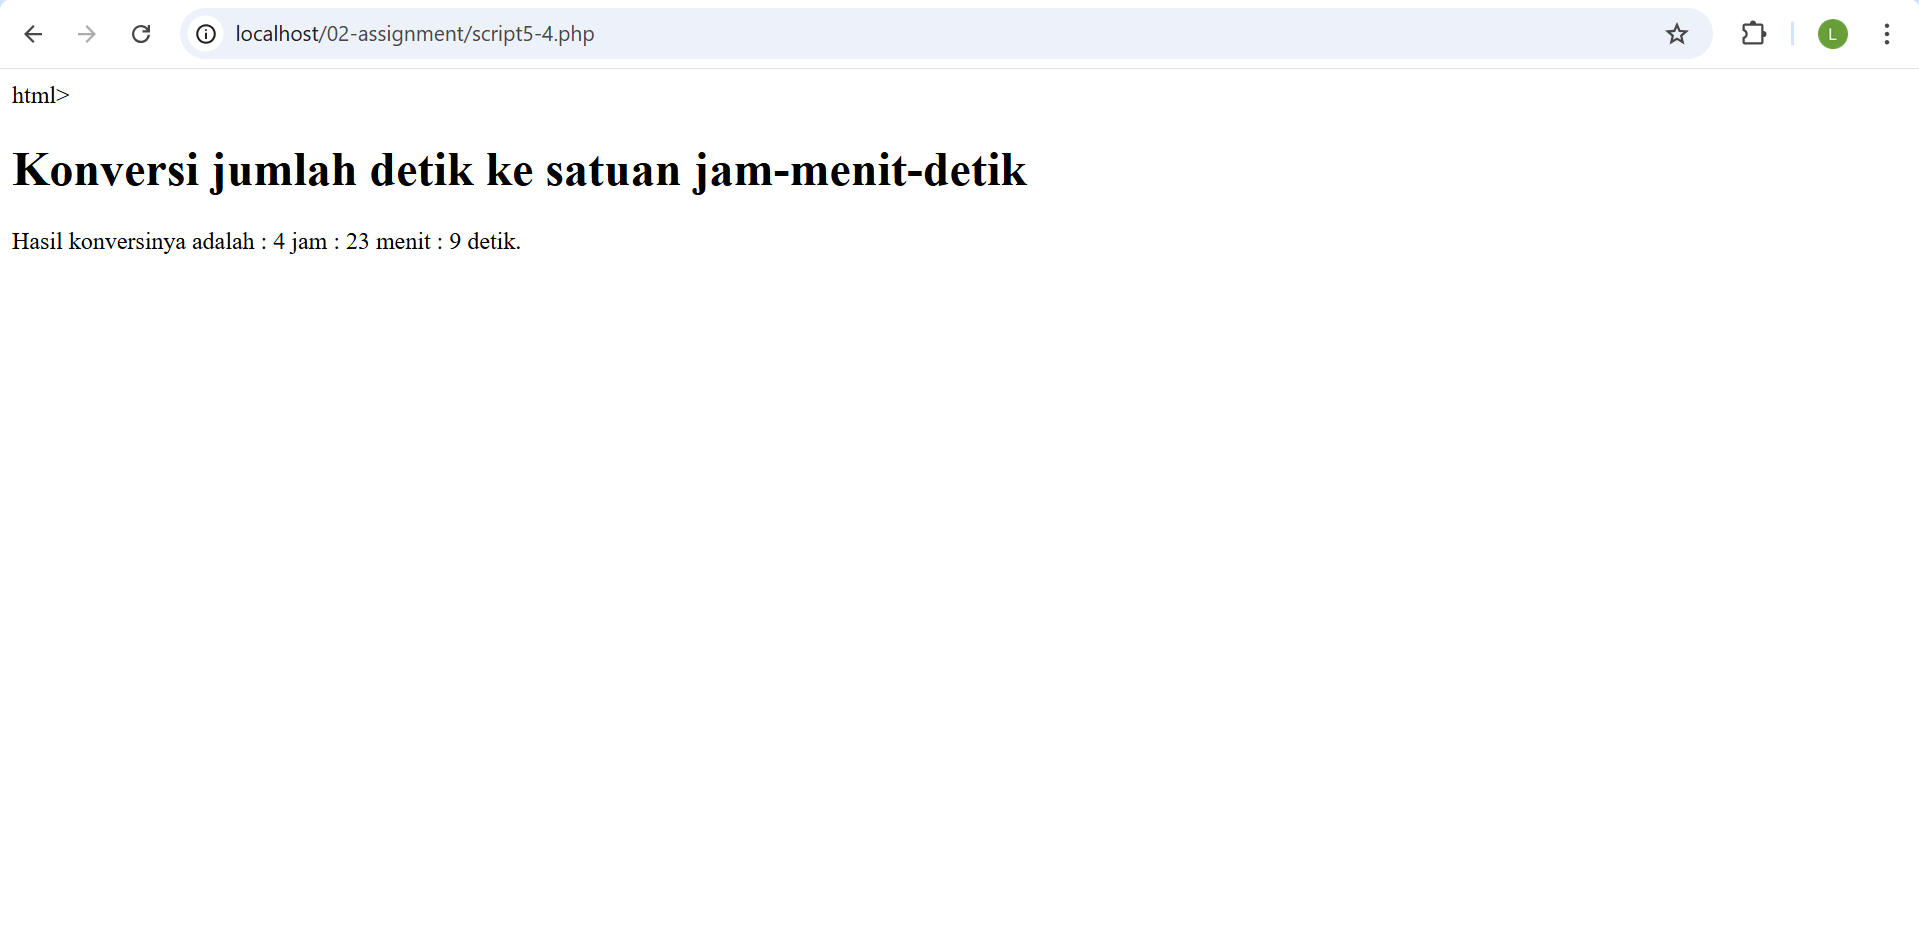 localhost/02-assignment/script5-4.php
L
html>
Konversi jumlah detik ke satuan jam-menit-detik
Hasil konversinya adalah : 4 jam : 23 menit : 9 detik.